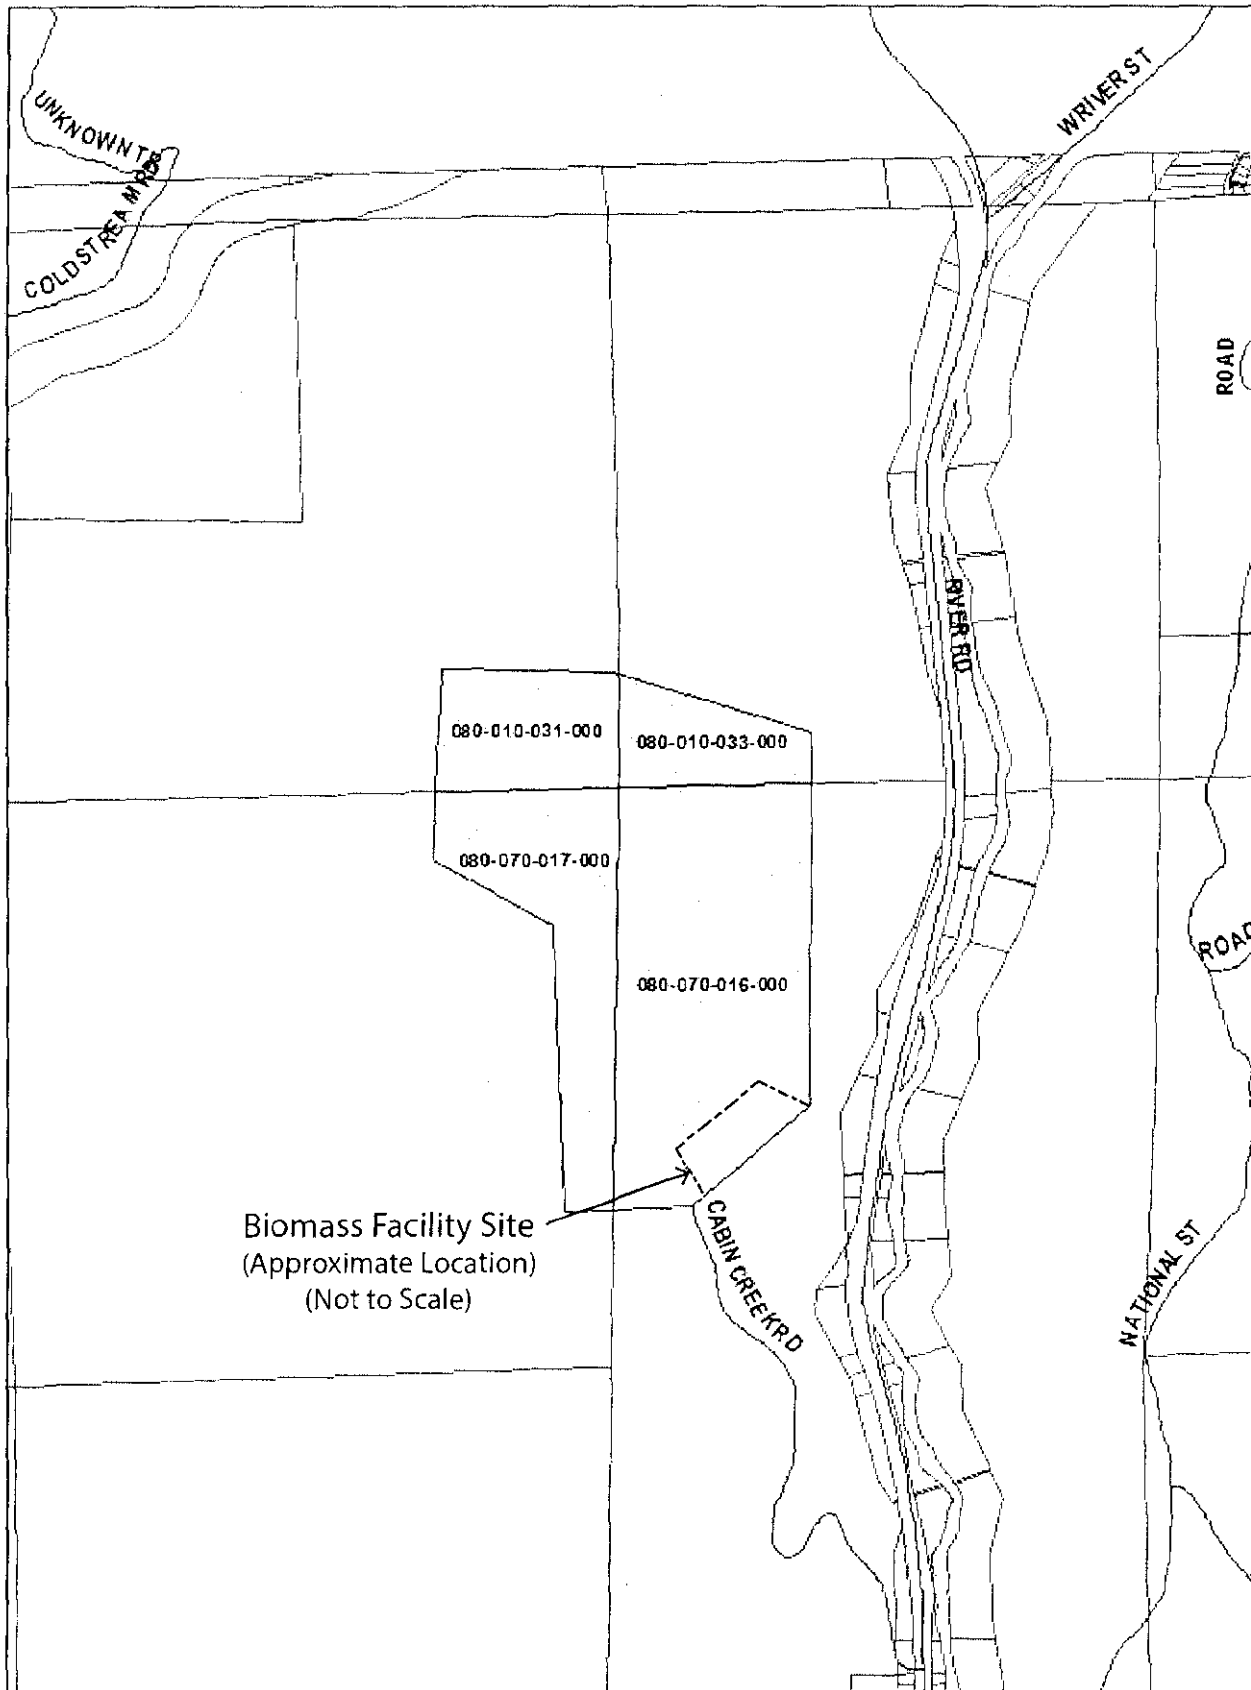 W RIVER ST
UNKNOWN
COLDSTREAM
ROAD
RIVER RD
080-010-031-000
080-010-033-000
080-070-017-000
080-070-016-000
ROAD
Biomass Facility Site
(Approximate Location)
(Not to Scale)
CABIN CREEK RD
NATIONAL ST